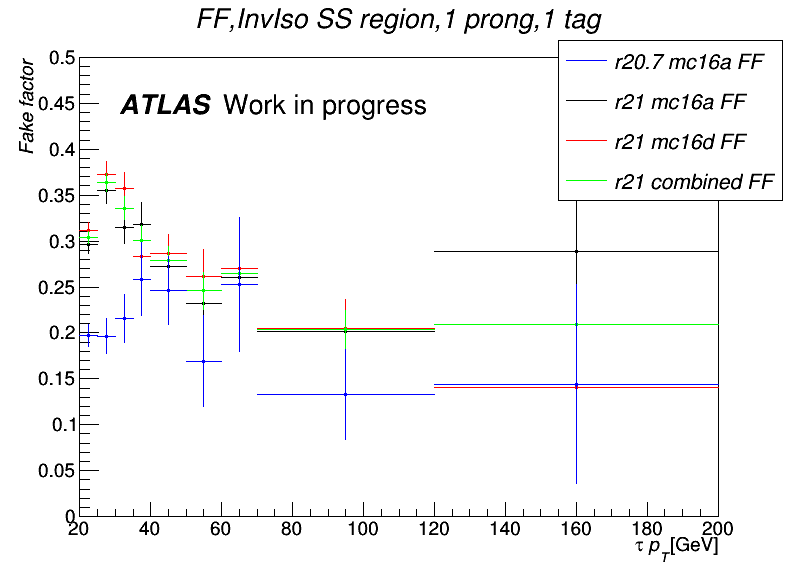 FF,InvIso SS region,1 prong,1 tag
Fake factor
0.5
0.45
0.4
0.35
0.3
0.25
0.2
0.15
0.1
0.05
0
ATLAS Work in progress
r20.7 mc16a FF
r21 mc16a FF
r21 mc16d FF
r21 combined FF
20 40 60 80 100 120 140 160 180 200
τ p_T[GeV]